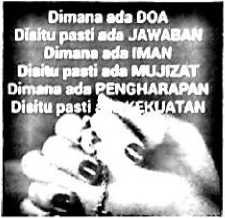 Dimana ada DOA
Disitu pasti ada JAWABAN
Dimana ada IMAN
Disitu pasti ada MUJIZAT
Dimana ada PENGHARAPAN
Disitu pasti ada KEKUATAN